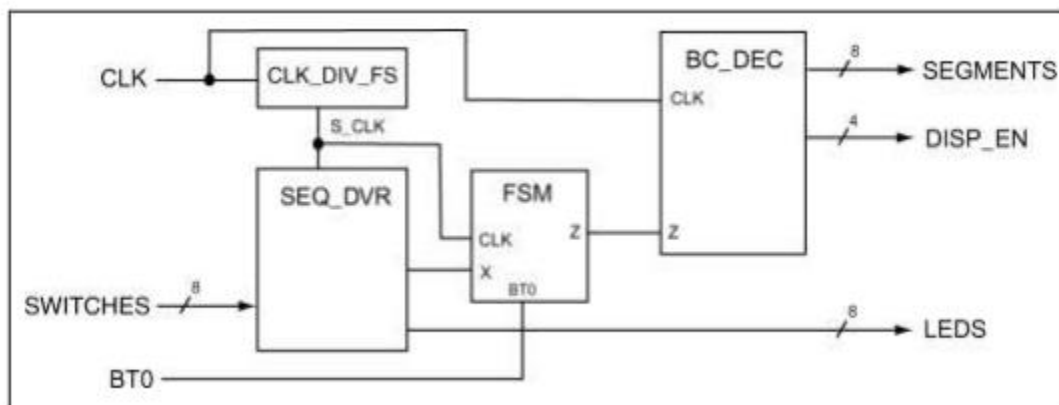 CLK
CLK_DIV_FS
BC_DEC
8
SEGMENTS
CLK
4
DISP_EN
S_CLK
SEQ_DVR
FSM
CLK
Z
Z
X
BT0
SWITCHES
8
8
LEDS
BT0